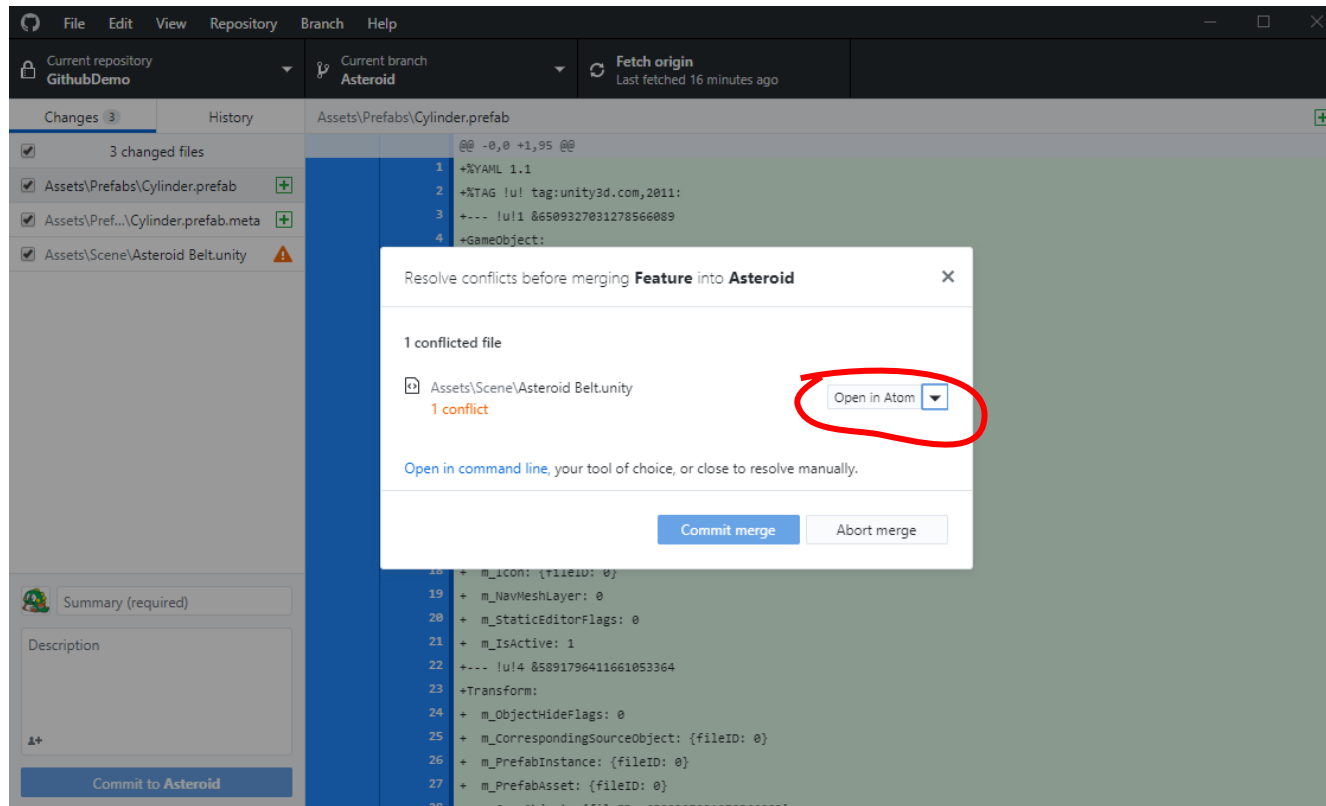 File Edit View Repository Branch Help
Current repository
GithubDemo
Current branch
Asteroid
Fetch origin
Last fetched 16 minutes ago
Changes 3
History
Assets\Prefabs\Cylinder.prefab
3 changed files
Assets\Prefabs\Cylinder.prefab
Assets\Pref...\Cylinder.prefab.meta
Assets\Scene\Asteroid Belt.unity
@@ -0,0 +1,95 @@
1 +%YAML 1.1
2 +%TAG !u! tag:unity3d.com,2011:
3 +--- !u!1 &6509327031278566089
4 +GameObject:
Resolve conflicts before merging Feature into Asteroid
1 conflicted file
Assets\Scene\Asteroid Belt.unity
1 conflict
Open in Atom
Open in command line, your tool of choice, or close to resolve manually.
Commit merge
Abort merge
18 + m_Icon: {fileID: 0}
19 + m_NavMeshLayer: 0
20 + m_StaticEditorFlags: 0
21 + m_IsActive: 1
22 +--- !u!4 &5891796411661053364
23 +Transform:
24 + m_ObjectHideFlags: 0
25 + m_CorrespondingSourceObject: {fileID: 0}
26 + m_PrefabInstance: {fileID: 0}
27 + m_PrefabAsset: {fileID: 0}
Summary (required)
Description
Commit to Asteroid